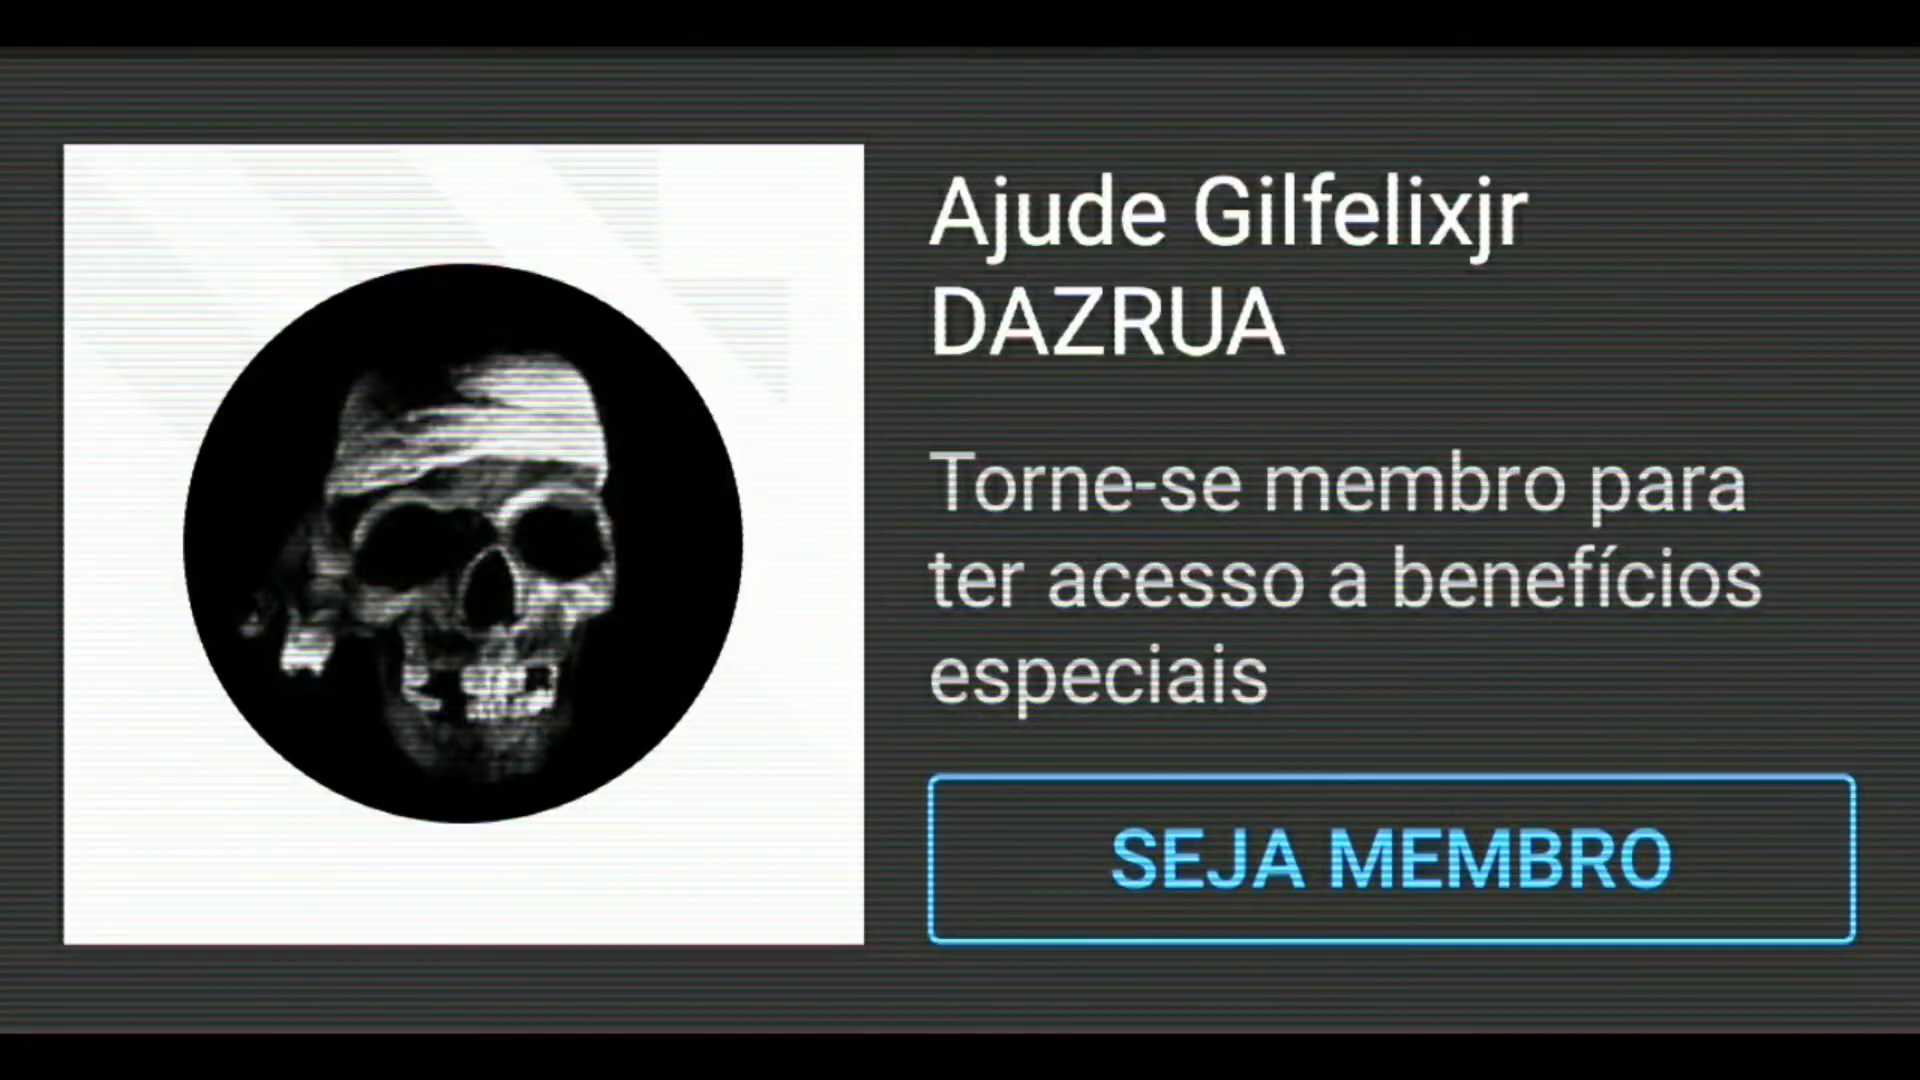 Ajude Gilfelixjr
DAZRUA
Torne-se membro para
ter acesso a benefícios
especiais
SEJA MEMBRO